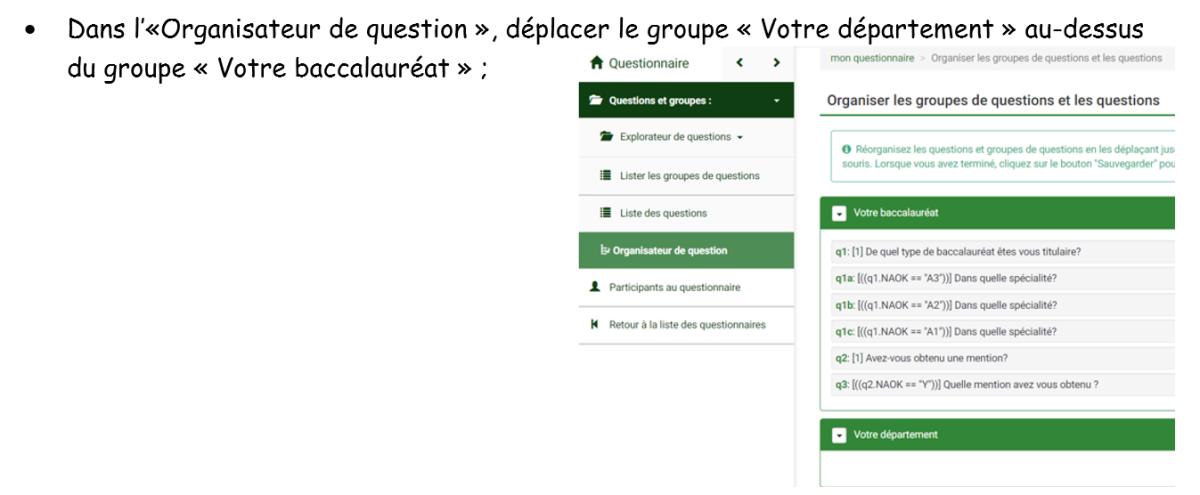 • Dans l'«Organisateur de question », déplacer le groupe « Votre département » au-dessus
du groupe « Votre baccalauréat » ;
Questionnaire
Questions et groupes :
Explorateur de questions
Lister les groupes de questions
Liste des questions
Organisateur de question
Participants au questionnaire
Retour à la liste des questionnaires
mon questionnaire > Organiser les groupes de questions et les questions
Organiser les groupes de questions et les questions
Réorganisez les questions et groupes de questions en les déplaçant jus
souris. Lorsque vous avez terminé, cliquez sur le bouton "Sauvegarder" pou
Votre baccalauréat
q1: [1] De quel type de baccalauréat êtes vous titulaire?
q1a: [((q1.NAOK == "A3"))] Dans quelle spécialité?
q1b: [((q1.NAOK == "A2"))] Dans quelle spécialité?
q1c: [((q1.NAOK == "A1"))] Dans quelle spécialité?
q2: [1] Avez-vous obtenu une mention?
q3: [((q2.NAOK == "Y"))] Quelle mention avez vous obtenu ?
Votre département